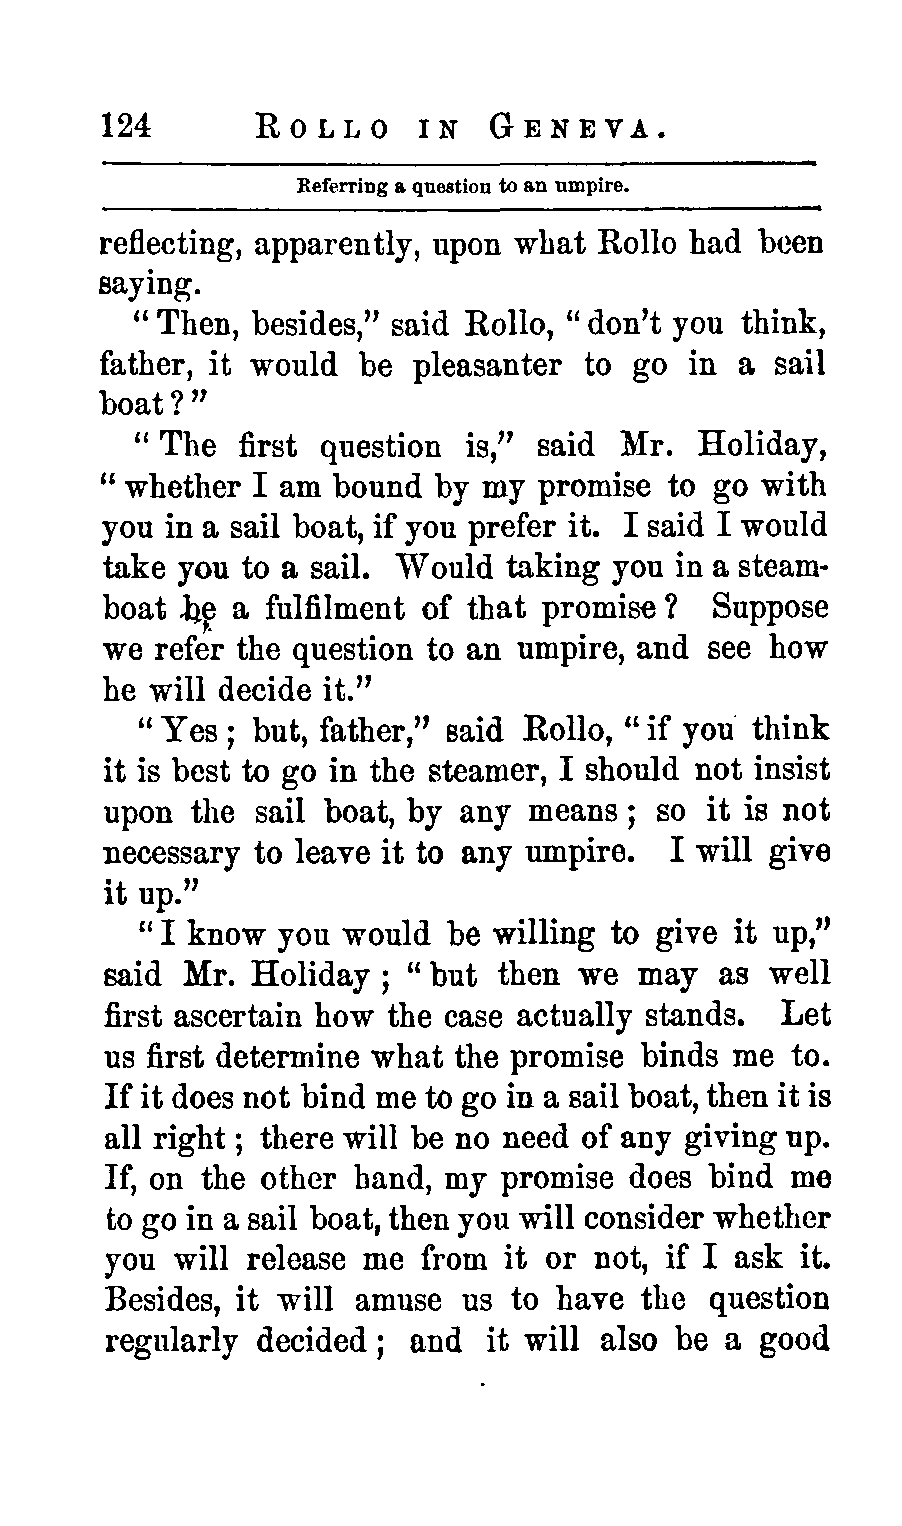 124 ROLLO IN GENEVA.
Referring a question to an umpire.
reflecting, apparently, upon what Rollo had been
saying.
“Then, besides,” said Rollo, “don’t you think,
father, it would be pleasanter to go in a sail
boat?”
“The first question is,” said Mr. Holiday,
“whether I am bound by my promise to go with
you in a sail boat, if you prefer it. I said I would
take you to a sail. Would taking you in a steam-
boat be a fulfilment of that promise? Suppose
we refer the question to an umpire, and see how
he will decide it.”
“Yes; but, father,” said Rollo, “if you think
it is best to go in the steamer, I should not insist
upon the sail boat, by any means; so it is not
necessary to leave it to any umpire. I will give
it up.”
“I know you would be willing to give it up,”
said Mr. Holiday; “but then we may as well
first ascertain how the case actually stands. Let
us first determine what the promise binds me to.
If it does not bind me to go in a sail boat, then it is
all right; there will be no need of any giving up.
If, on the other hand, my promise does bind me
to go in a sail boat, then you will consider whether
you will release me from it or not, if I ask it.
Besides, it will amuse us to have the question
regularly decided; and it will also be a good